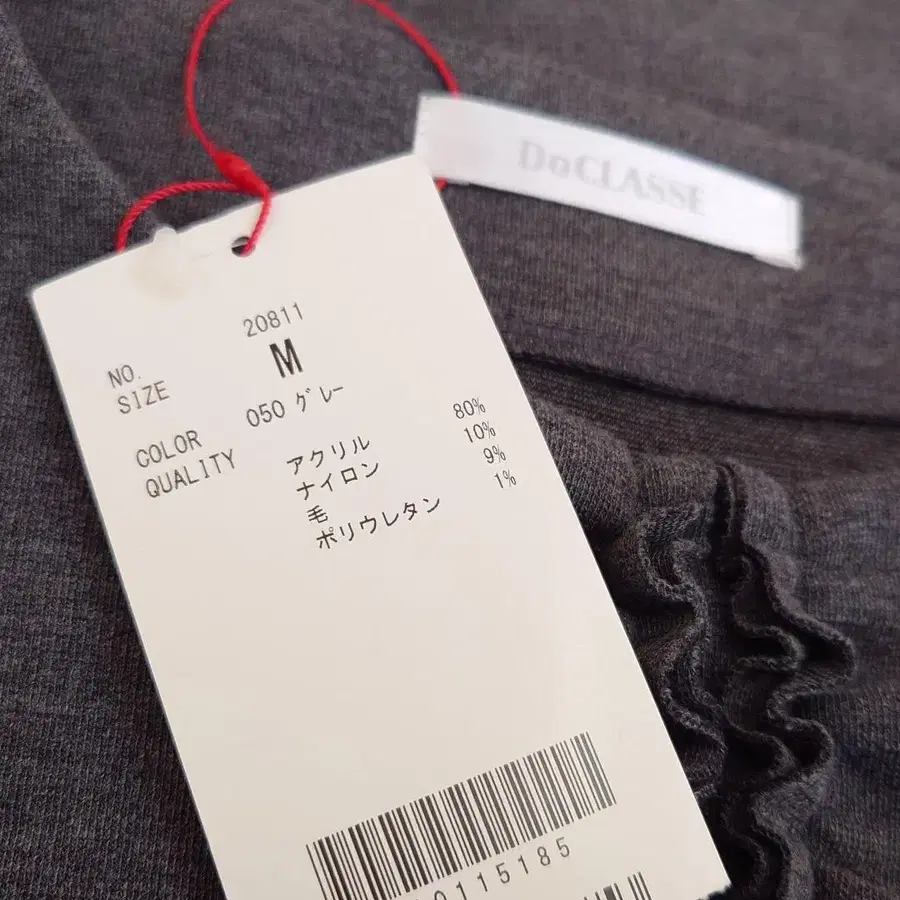 DoCLASSE
NO. 20811
SIZE M
COLOR 050 グレー
QUALITY アクリル 80%
ナイロン 10%
毛 9%
ポリウレタン 1%
0115185